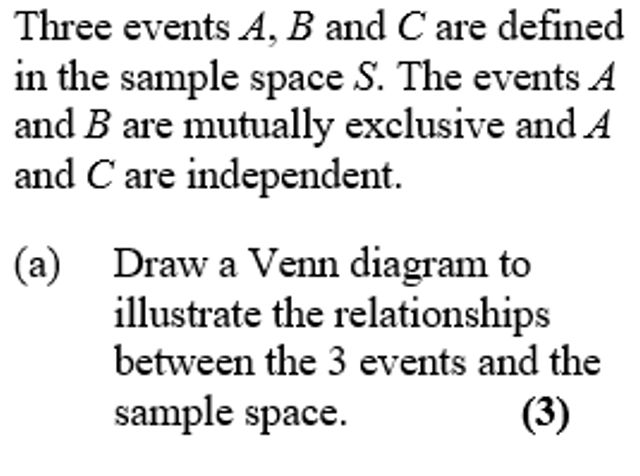 Three events A, B and C are defined
in the sample space S. The events A
and B are mutually exclusive and A
and C are independent.
(a) Draw a Venn diagram to
illustrate the relationships
between the 3 events and the
sample space. (3)